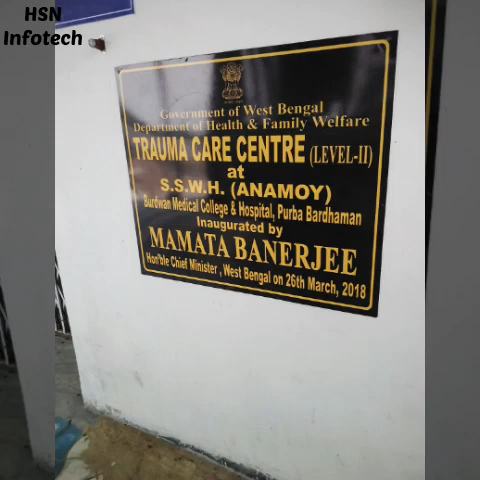 HSN
Infotech
Government of West Bengal
Department of Health & Family Welfare
TRAUMA CARE CENTRE (LEVEL-II)
at
S.S.W.H. (ANAMOY)
Burdwan Medical College & Hospital, Purba Bardhaman
Inaugurated by
MAMATA BANERJEE
Hon'ble Chief Minister , West Bengal on 26th March, 2018